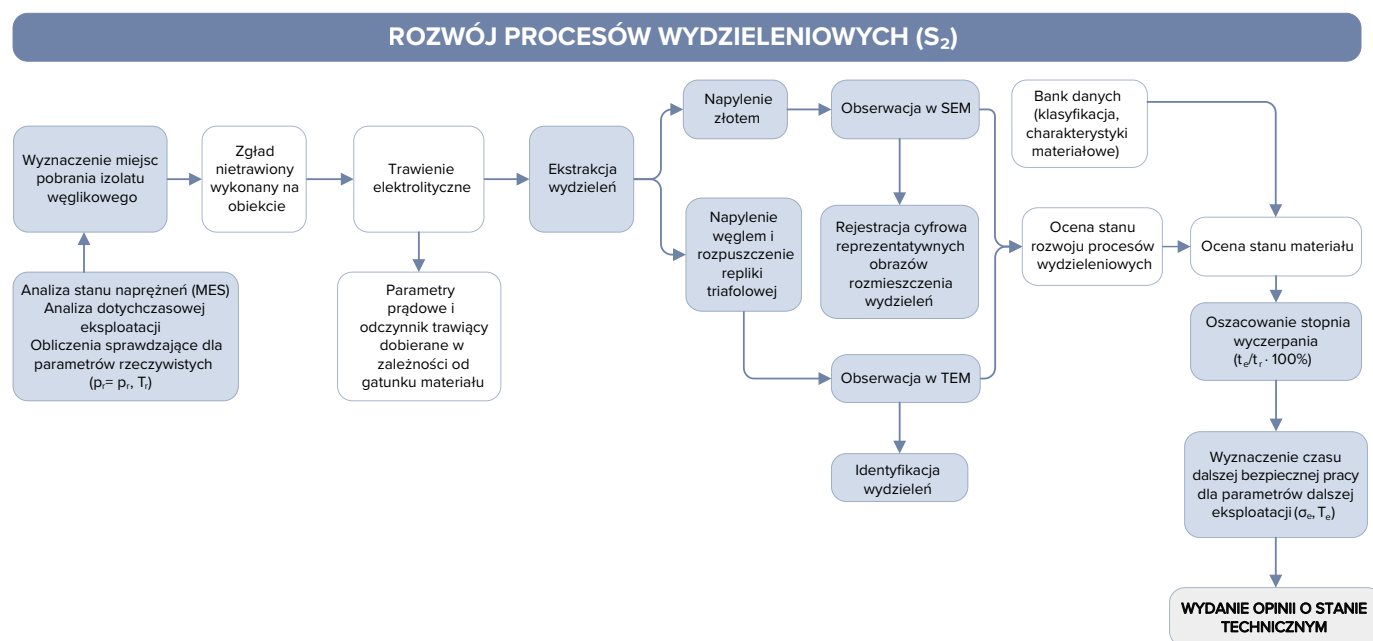 ROZWÓJ PROCESÓW WYDZIELENIOWYCH (S₂)
Wyznaczenie miejsc
pobrania izolatu
węglikowego
Analiza stanu naprężeń (MES)
Analiza dotychczasowej
eksploatacji
Obliczenia sprawdzające dla
parametrów rzeczywistych
(pᵣ= pᵣ, Tᵣ)
Zgład
nietrawiony
wykonany na
obiekcie
Trawienie
elektrolityczne
Parametry
prądowe i
odczynnik trawiący
dobierane w
zależności od
gatunku materiału
Ekstrakcja
wydzieleń
Napylenie
złotem
Napylenie
węglem i
rozpuszczenie
repliki
triafolowej
Obserwacja w SEM
Rejestracja cyfrowa
reprezentatywnych
obrazów
rozmieszczenia
wydzieleń
Obserwacja w TEM
Identyfikacja
wydzieleń
Bank danych
(klasyfikacja,
charakterystyki
materiałowe)
Ocena stanu
rozwoju procesów
wydzieleniowych
Ocena stanu materiału
Oszacowanie stopnia
wyczerpania
(tₑ/tᵣ · 100%)
Wyznaczenie czasu
dalszej bezpiecznej pracy
dla parametrów dalszej
eksploatacji (σₑ, Tₑ)
WYDANIE OPINII O STANIE
TECHNICZNYM